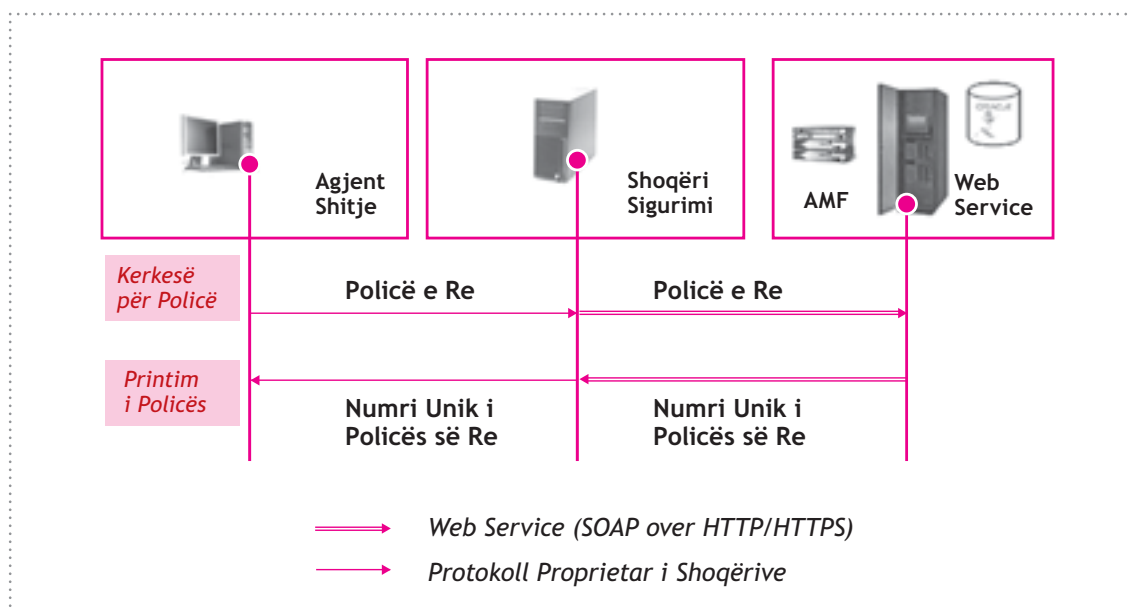 Agjent
Shitje
Shoqëri
Sigurimi
AMF
ORACLE
Web
Service
Kerkesë
për Policë
Policë e Re
Policë e Re
Printim
i Policës
Numri Unik i
Policës së Re
Numri Unik i
Policës së Re
Web Service (SOAP over HTTP/HTTPS)
Protokoll Proprietar i Shoqërive